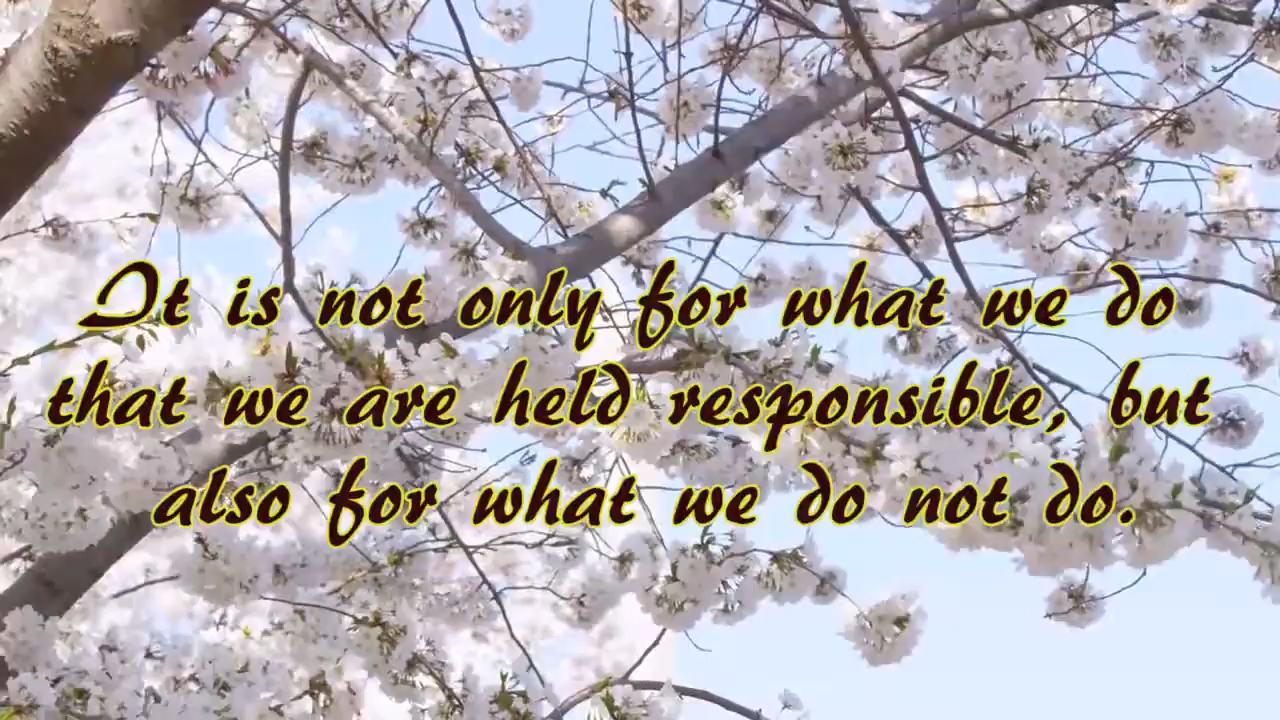 It is not only for what we do
that we are held responsible, but
also for what we do not do.